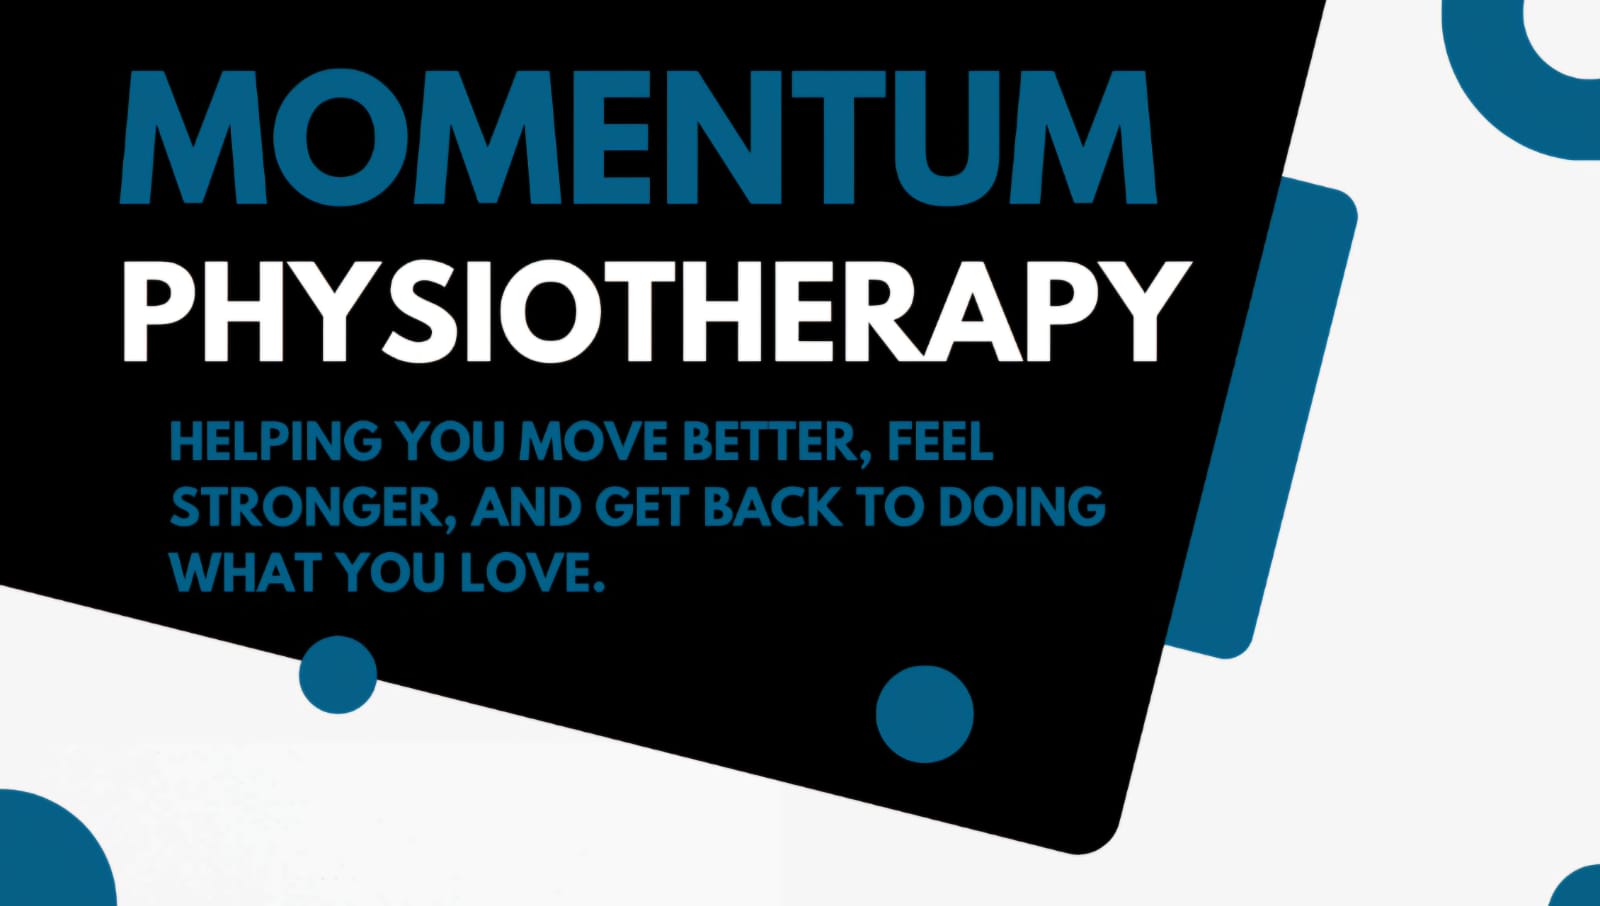 MOMENTUM
PHYSIOTHERAPY
HELPING YOU MOVE BETTER, FEEL
STRONGER, AND GET BACK TO DOING
WHAT YOU LOVE.